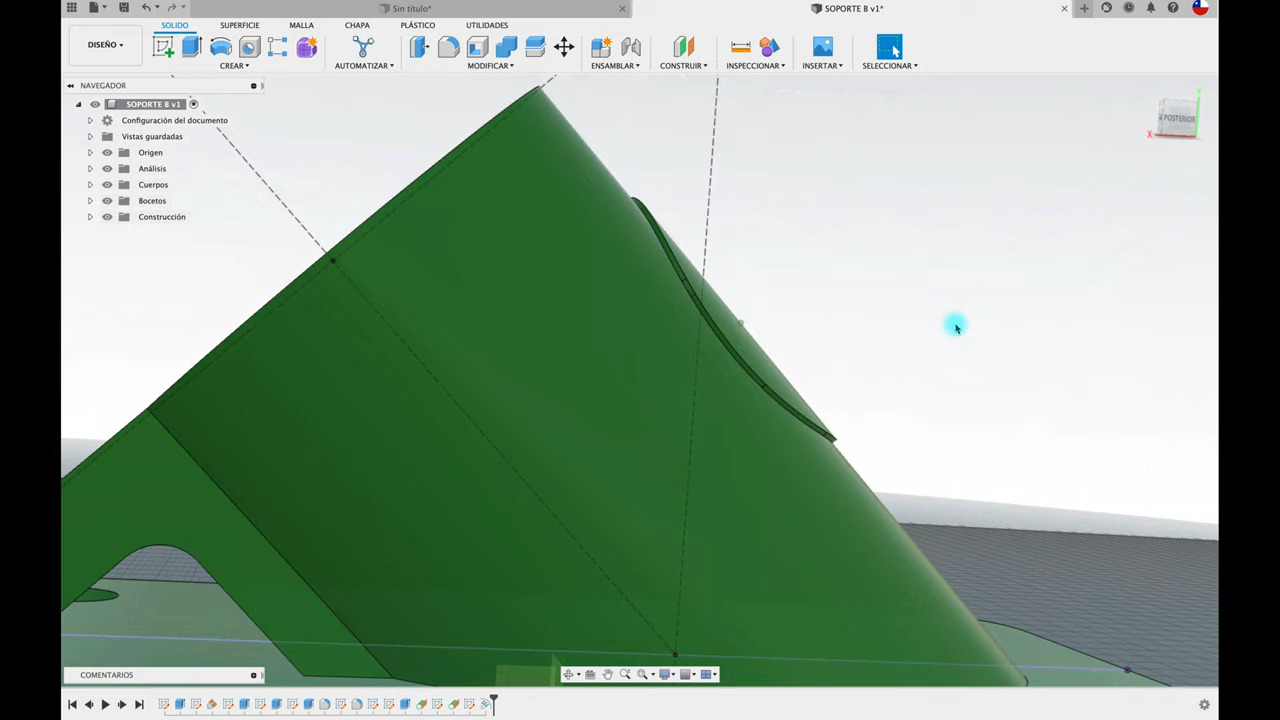 Sin título*
SOPORTE B v1*
DISEÑO
SOLIDO
SUPERFICIE
MALLA
CHAPA
PLÁSTICO
UTILIDADES
CREAR
AUTOMATIZAR
MODIFICAR
ENSAMBLAR
CONSTRUIR
INSPECCIONAR
INSERTAR
SELECCIONAR
NAVEGADOR
SOPORTE B v1
Configuración del documento
Vistas guardadas
Origen
Análisis
Cuerpos
Bocetos
Construcción
POSTERIOR
X
COMENTARIOS